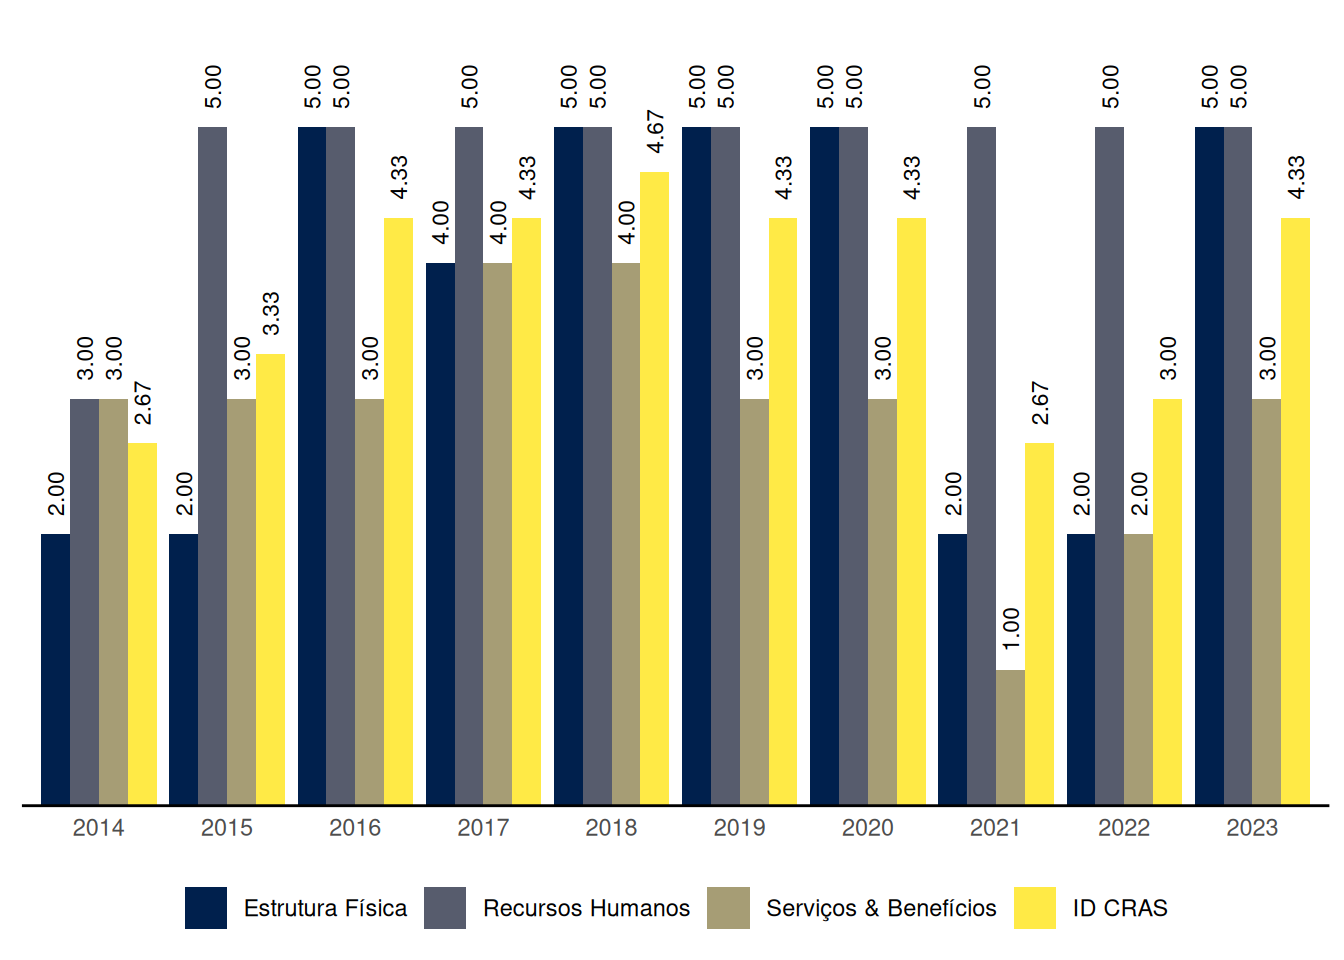 5.00 5.00 5.00 5.00 5.00 5.00 5.00 5.00 5.00 5.00 5.00 5.00 5.00 5.00
4.67
4.33 4.33 4.33 4.33 4.33
4.00 4.00 4.00
3.33
3.00 3.00 3.00 3.00 3.00 3.00 3.00 3.00
2.67 2.67
2.00 2.00 2.00 2.00 2.00
1.00
2014 2015 2016 2017 2018 2019 2020 2021 2022 2023
Estrutura Física Recursos Humanos Serviços & Benefícios ID CRAS